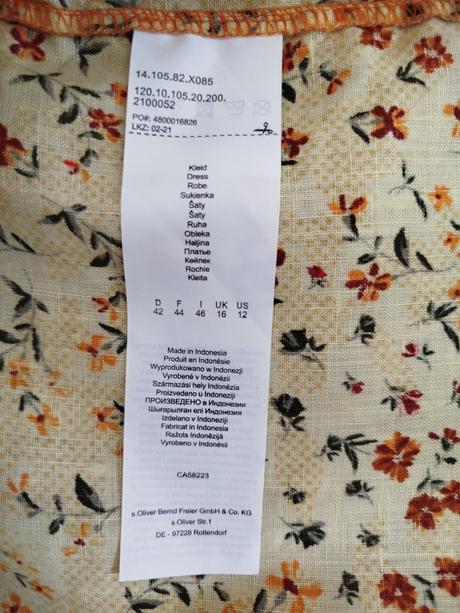 14.105.82.X085
120.10.105.20.200.
2100052
PO#: 4800016826
LKZ: 02-21
Kleid
Dress
Robe
Sukienka
Šaty
Šaty
Ruha
Obleka
Haljina
Платье
Көйлек
Rochie
Kleita
D F I UK US
42 44 46 16 12
Made in Indonesia
Produit en Indonésie
Wyprodukowano w Indonezji
Vyrobené v Indonézii
Származási hely Indonézia
Proizvedeno u Indoneziji
ПРОИЗВЕДЕНО в Индонезии
Шығарылған елі Индонезия
Izdelano v Indoneziji
Fabricat in Indonesia
Ražots Indonēzijā
Vyrobeno v Indonésii
CA58223
s.Oliver Bernd Freier GmbH & Co. KG
s.Oliver Str.1
DE - 97228 Rottendorf